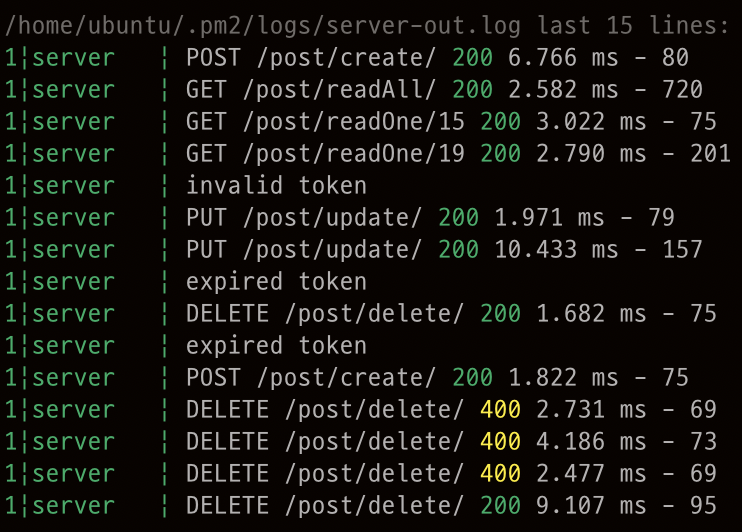 /home/ubuntu/.pm2/logs/server-out.log last 15 lines:
1|server   | POST /post/create/ 200 6.766 ms - 80
1|server   | GET /post/readAll/ 200 2.582 ms - 720
1|server   | GET /post/readOne/15 200 3.022 ms - 75
1|server   | GET /post/readOne/19 200 2.790 ms - 201
1|server   | invalid token
1|server   | PUT /post/update/ 200 1.971 ms - 79
1|server   | PUT /post/update/ 200 10.433 ms - 157
1|server   | expired token
1|server   | DELETE /post/delete/ 200 1.682 ms - 75
1|server   | expired token
1|server   | POST /post/create/ 200 1.822 ms - 75
1|server   | DELETE /post/delete/ 400 2.731 ms - 69
1|server   | DELETE /post/delete/ 400 4.186 ms - 73
1|server   | DELETE /post/delete/ 400 2.477 ms - 69
1|server   | DELETE /post/delete/ 200 9.107 ms - 95